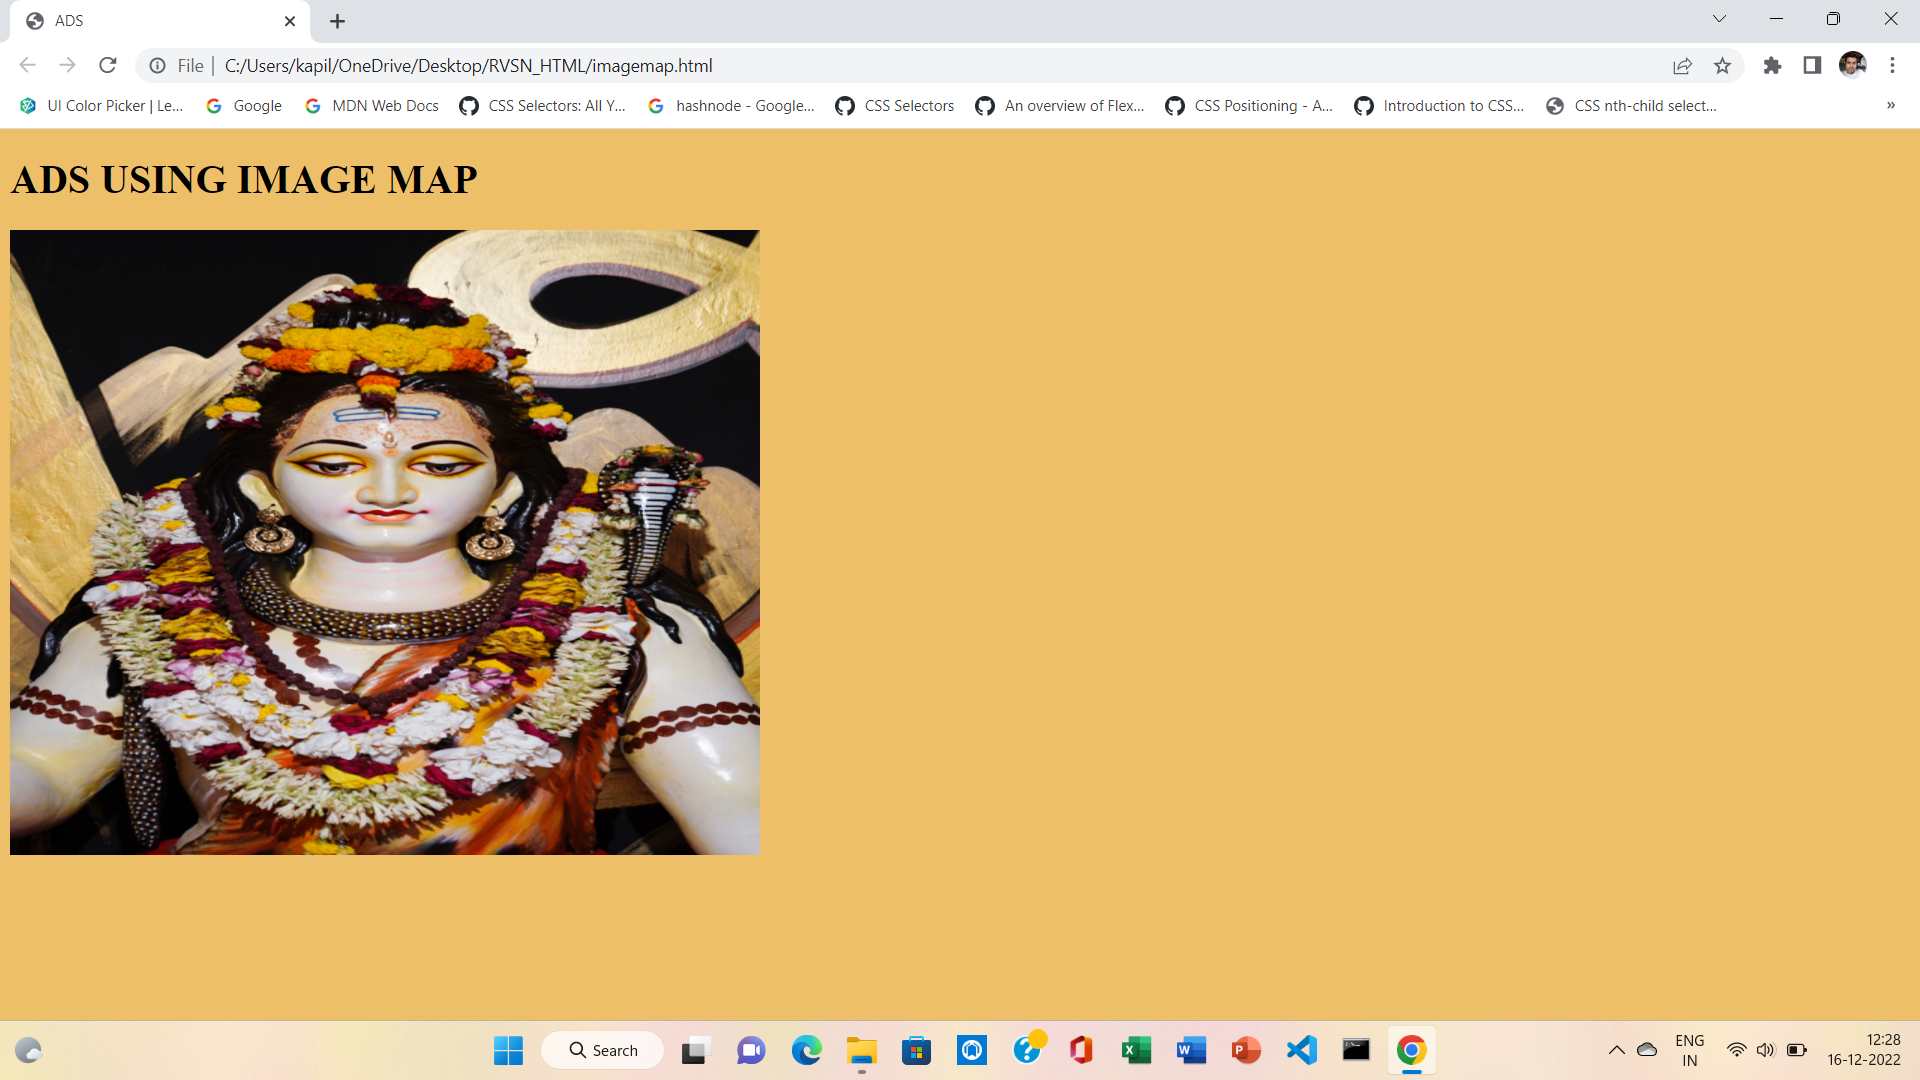 ADS
File
C:/Users/kapil/OneDrive/Desktop/RVSN_HTML/imagemap.html
UI Color Picker | Le... Google MDN Web Docs CSS Selectors: All Y... hashnode - Google... CSS Selectors An overview of Flex... CSS Positioning - A... Introduction to CSS... CSS nth-child select... »
ADS USING IMAGE MAP
Search
ENG
IN
12:28
16-12-2022